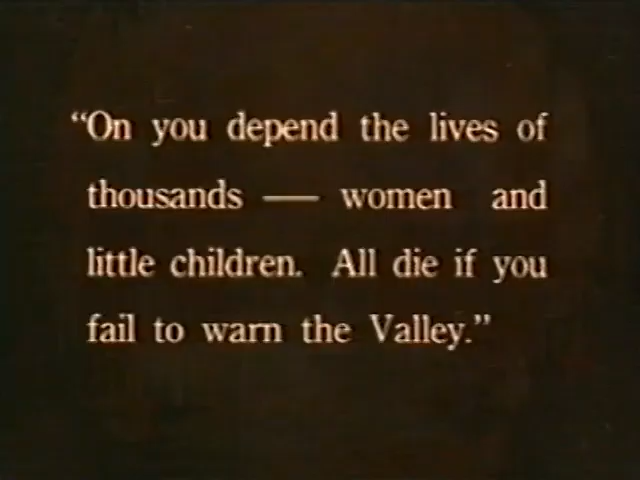 “On you depend the lives of
thousands — women and
little children. All die if you
fail to warn the Valley.”